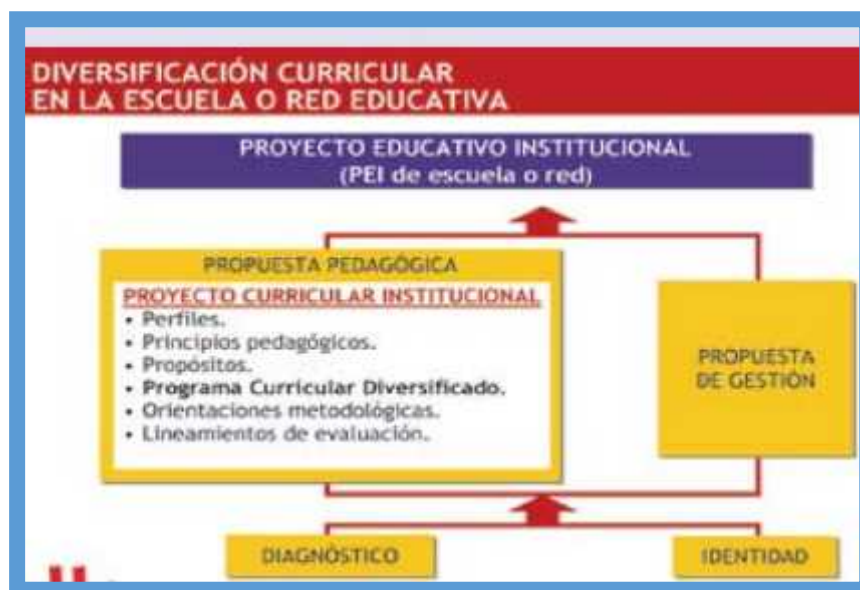 DIVERSIFICACIÓN CURRICULAR
EN LA ESCUELA O RED EDUCATIVA
PROYECTO EDUCATIVO INSTITUCIONAL
(PEI de escuela o red)
PROPUESTA PEDAGÓGICA
PROYECTO CURRICULAR INSTITUCIONAL
• Perfiles.
• Principios pedagógicos.
• Propósitos.
• Programa Curricular Diversificado.
• Orientaciones metodológicas.
• Lineamientos de evaluación.
PROPUESTA
DE GESTIÓN
DIAGNÓSTICO
IDENTIDAD